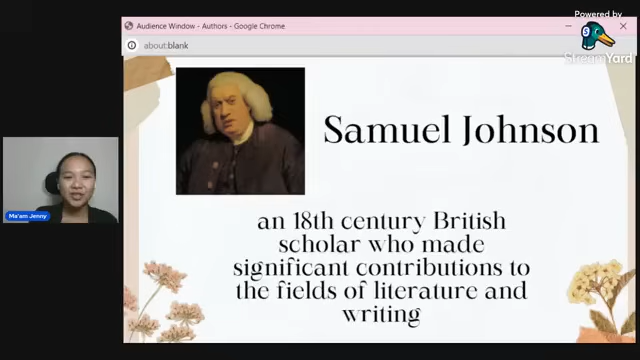 Powered by
StreamYard
Audience Window - Authors - Google Chrome
about:blank
Samuel Johnson
an 18th century British
scholar who made
significant contributions to
the fields of literature and
writing
Ma'am Jenny